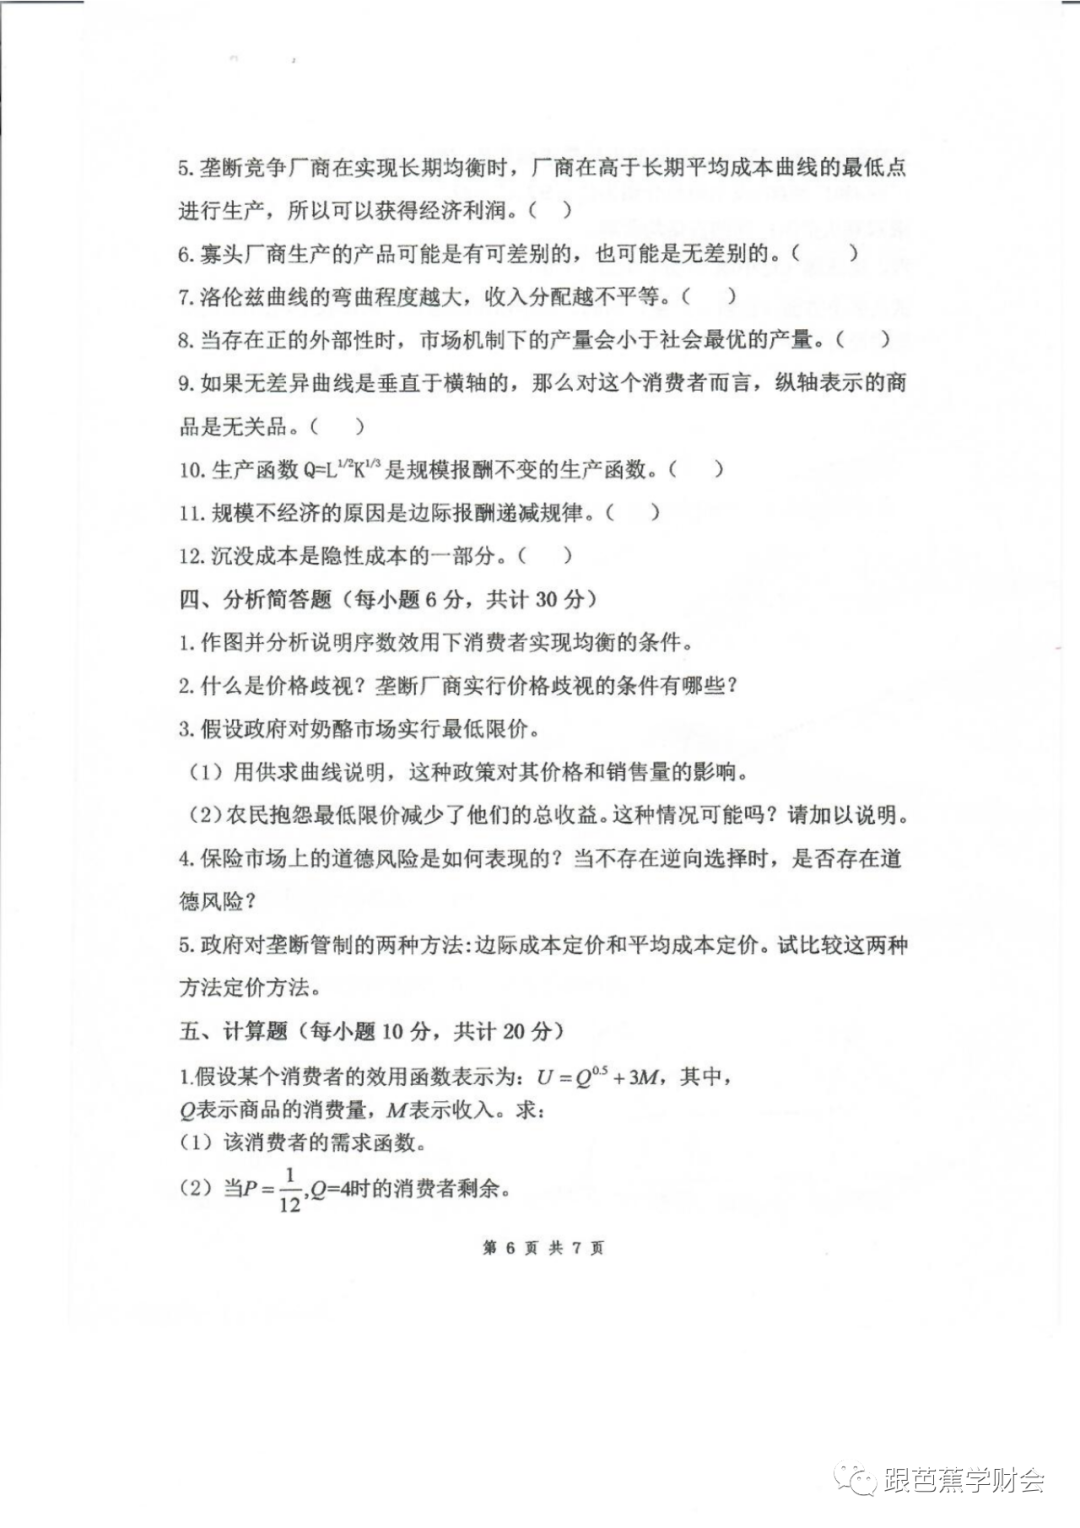 5. 垄断竞争厂商在实现长期均衡时，厂商在高于长期平均成本曲线的最低点
进行生产，所以可以获得经济利润。（　）
6. 寡头厂商生产的产品可能是有可差别的，也可能是无差别的。（　　）
7. 洛伦兹曲线的弯曲程度越大，收入分配越不平等。（　）
8. 当存在正的外部性时，市场机制下的产量会小于社会最优的产量。（　）
9. 如果无差异曲线是垂直于横轴的，那么对这个消费者而言，纵轴表示的商
品是无关品。（　）
10. 生产函数 Q=L^{1/2}K^{1/3} 是规模报酬不变的生产函数。（　）
11. 规模不经济的原因是边际报酬递减规律。（　）
12. 沉没成本是隐性成本的一部分。（　）
四、分析简答题（每小题 6 分，共计 30 分）
1. 作图并分析说明序数效用下消费者实现均衡的条件。
2. 什么是价格歧视？垄断厂商实行价格歧视的条件有哪些？
3. 假设政府对奶酪市场实行最低限价。
（1）用供求曲线说明，这种政策对其价格和销售量的影响。
（2）农民抱怨最低限价减少了他们的总收益。这种情况可能吗？请加以说明。
4. 保险市场上的道德风险是如何表现的？当不存在逆向选择时，是否存在道
德风险？
5. 政府对垄断管制的两种方法：边际成本定价和平均成本定价。试比较这两种
方法定价方法。
五、计算题（每小题 10 分，共计 20 分）
1.假设某个消费者的效用函数表示为：U = Q^{0.5} + 3M，其中，
Q表示商品的消费量，M表示收入。求：
（1）该消费者的需求函数。
（2）当P = 1/12, Q=4时的消费者剩余。
第 6 页 共 7 页
跟芭蕉学财会